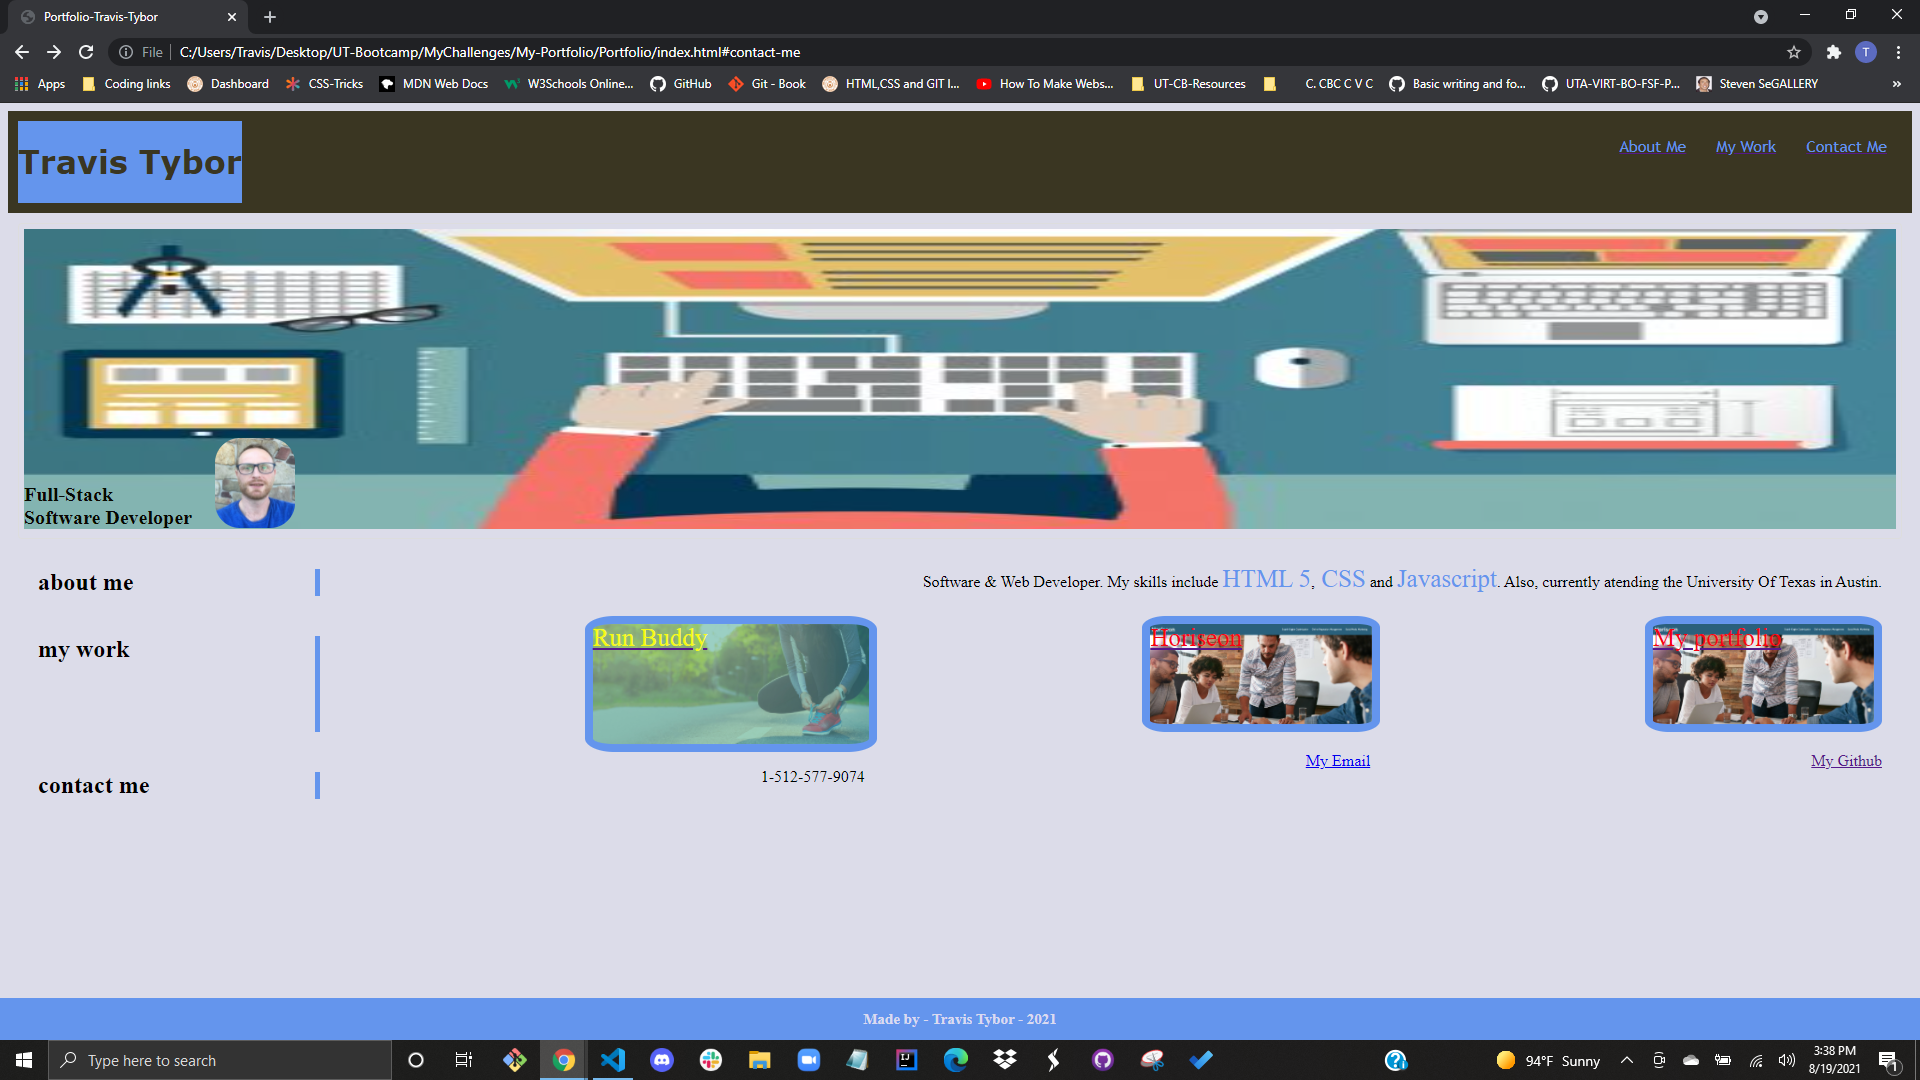 Portfolio-Travis-Tybor
File
C:/Users/Travis/Desktop/UT-Bootcamp/MyChallenges/My-Portfolio/Portfolio/index.html#contact-me
T
Apps
Coding links
Dashboard
CSS-Tricks
MDN Web Docs
W3Schools Online...
GitHub
Git - Book
HTML,CSS and GIT I...
How To Make Webs...
UT-CB-Resources
C. CBC C V C
Basic writing and fo...
UTA-VIRT-BO-FSF-P...
Steven SeGALLERY
»
Travis Tybor
About Me
My Work
Contact Me
Full-Stack
Software Developer
about me
Software & Web Developer. My skills include HTML 5, CSS and Javascript. Also, currently atending the University Of Texas in Austin.
my work
Run Buddy
Horiseon
My portfolio
contact me
1-512-577-9074
My Email
My Github
Made by - Travis Tybor - 2021
Type here to search
94°F Sunny
3:38 PM
8/19/2021
1